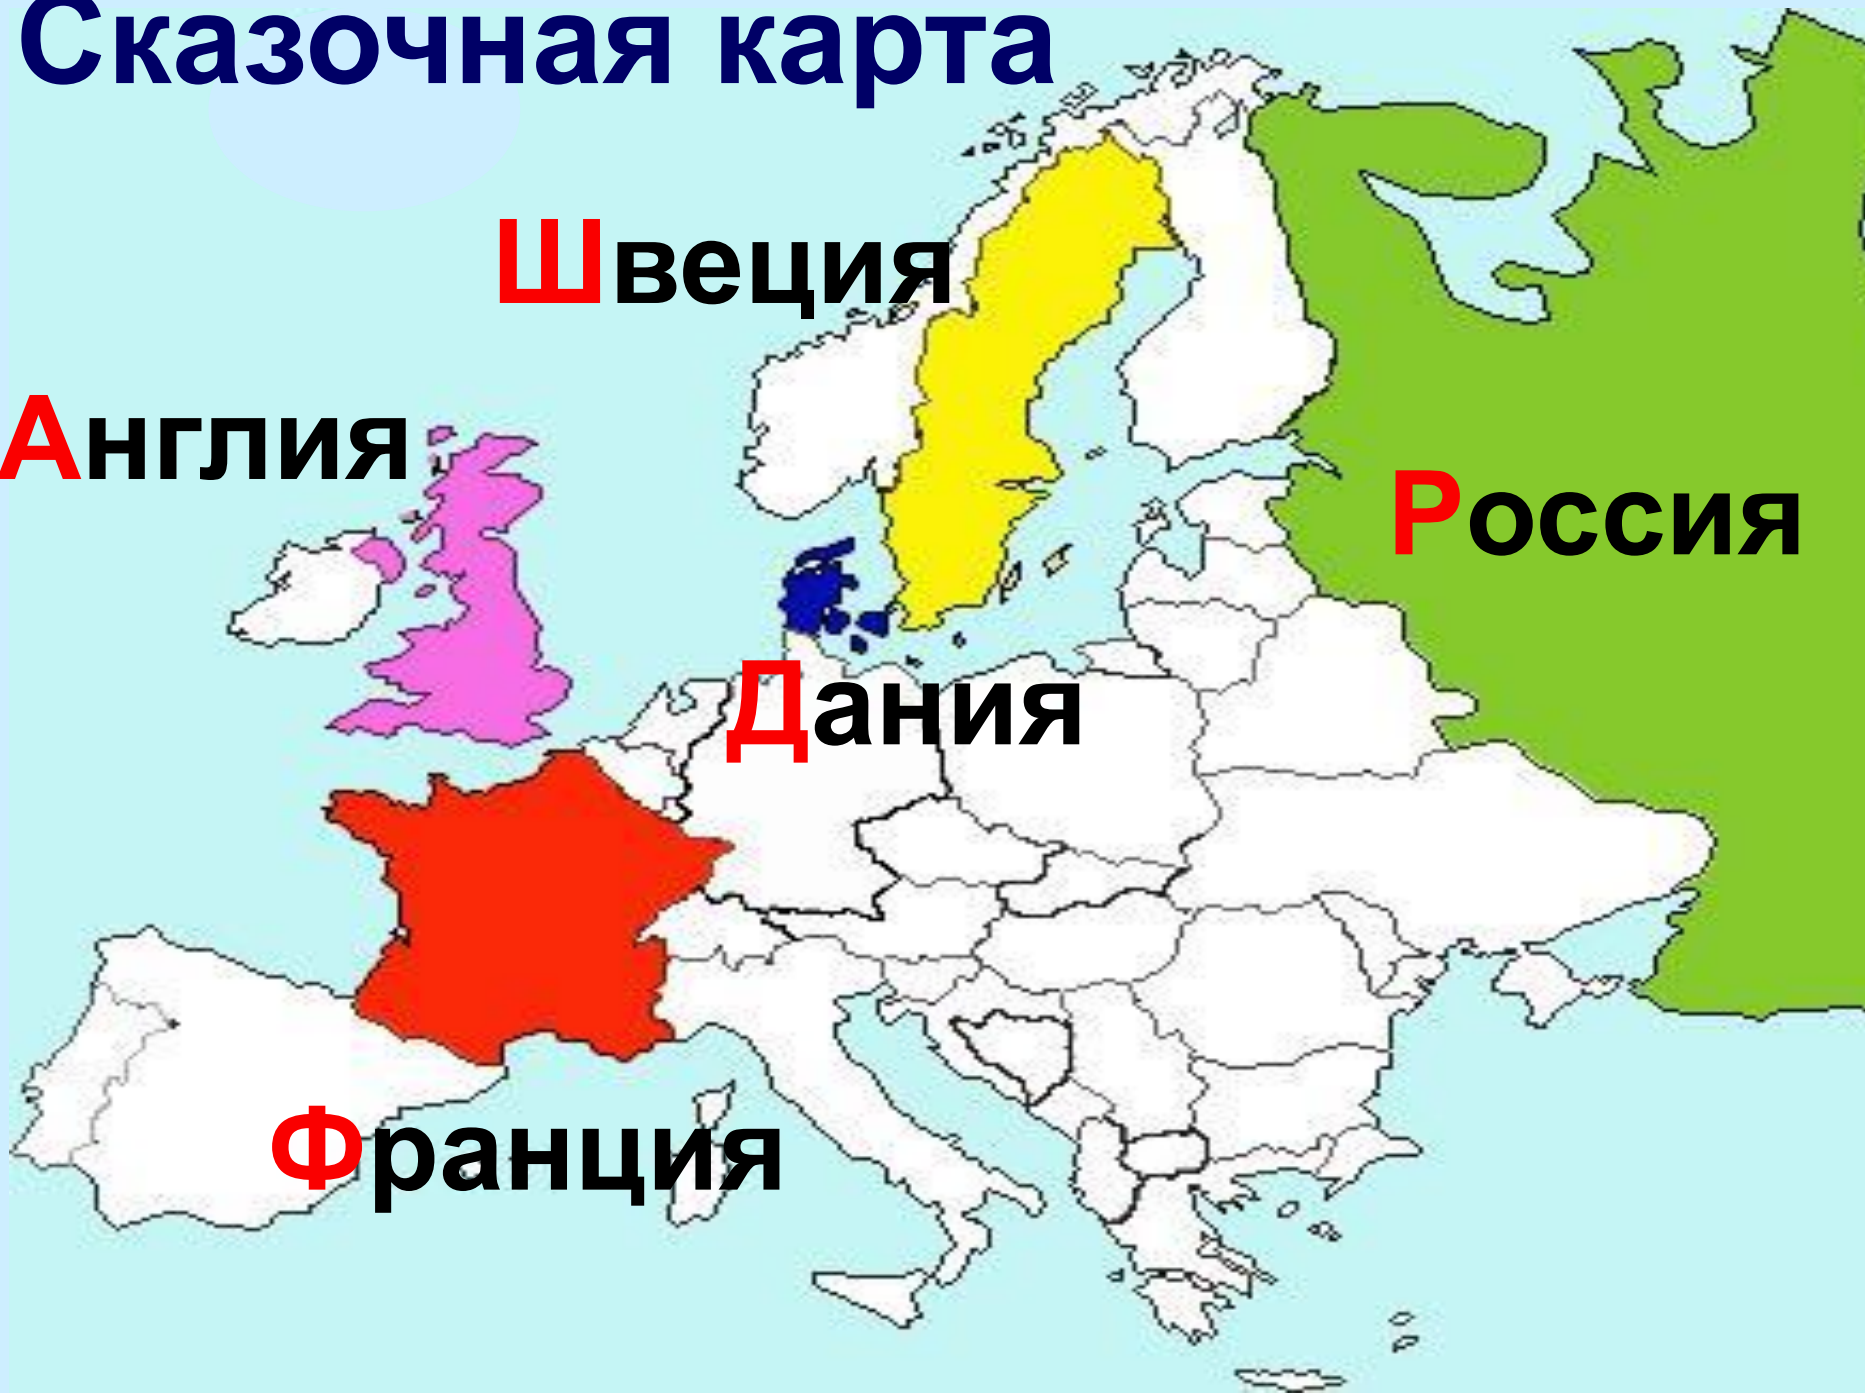 Сказочная карта
Швеция
Англия
Россия
Дания
Франция